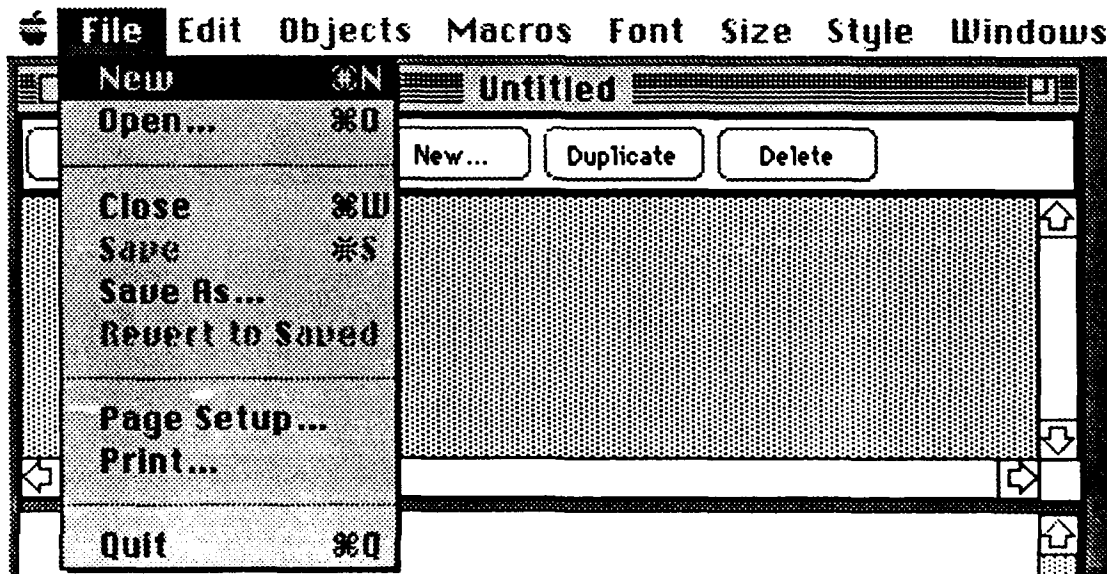 File Edit Objects Macros Font Size Style Windows
Untitled
New... Duplicate Delete
New ⌘N
Open... ⌘O
Close ⌘W
Save ⌘S
Save As...
Revert to Saved
Page Setup...
Print...
Quit ⌘Q